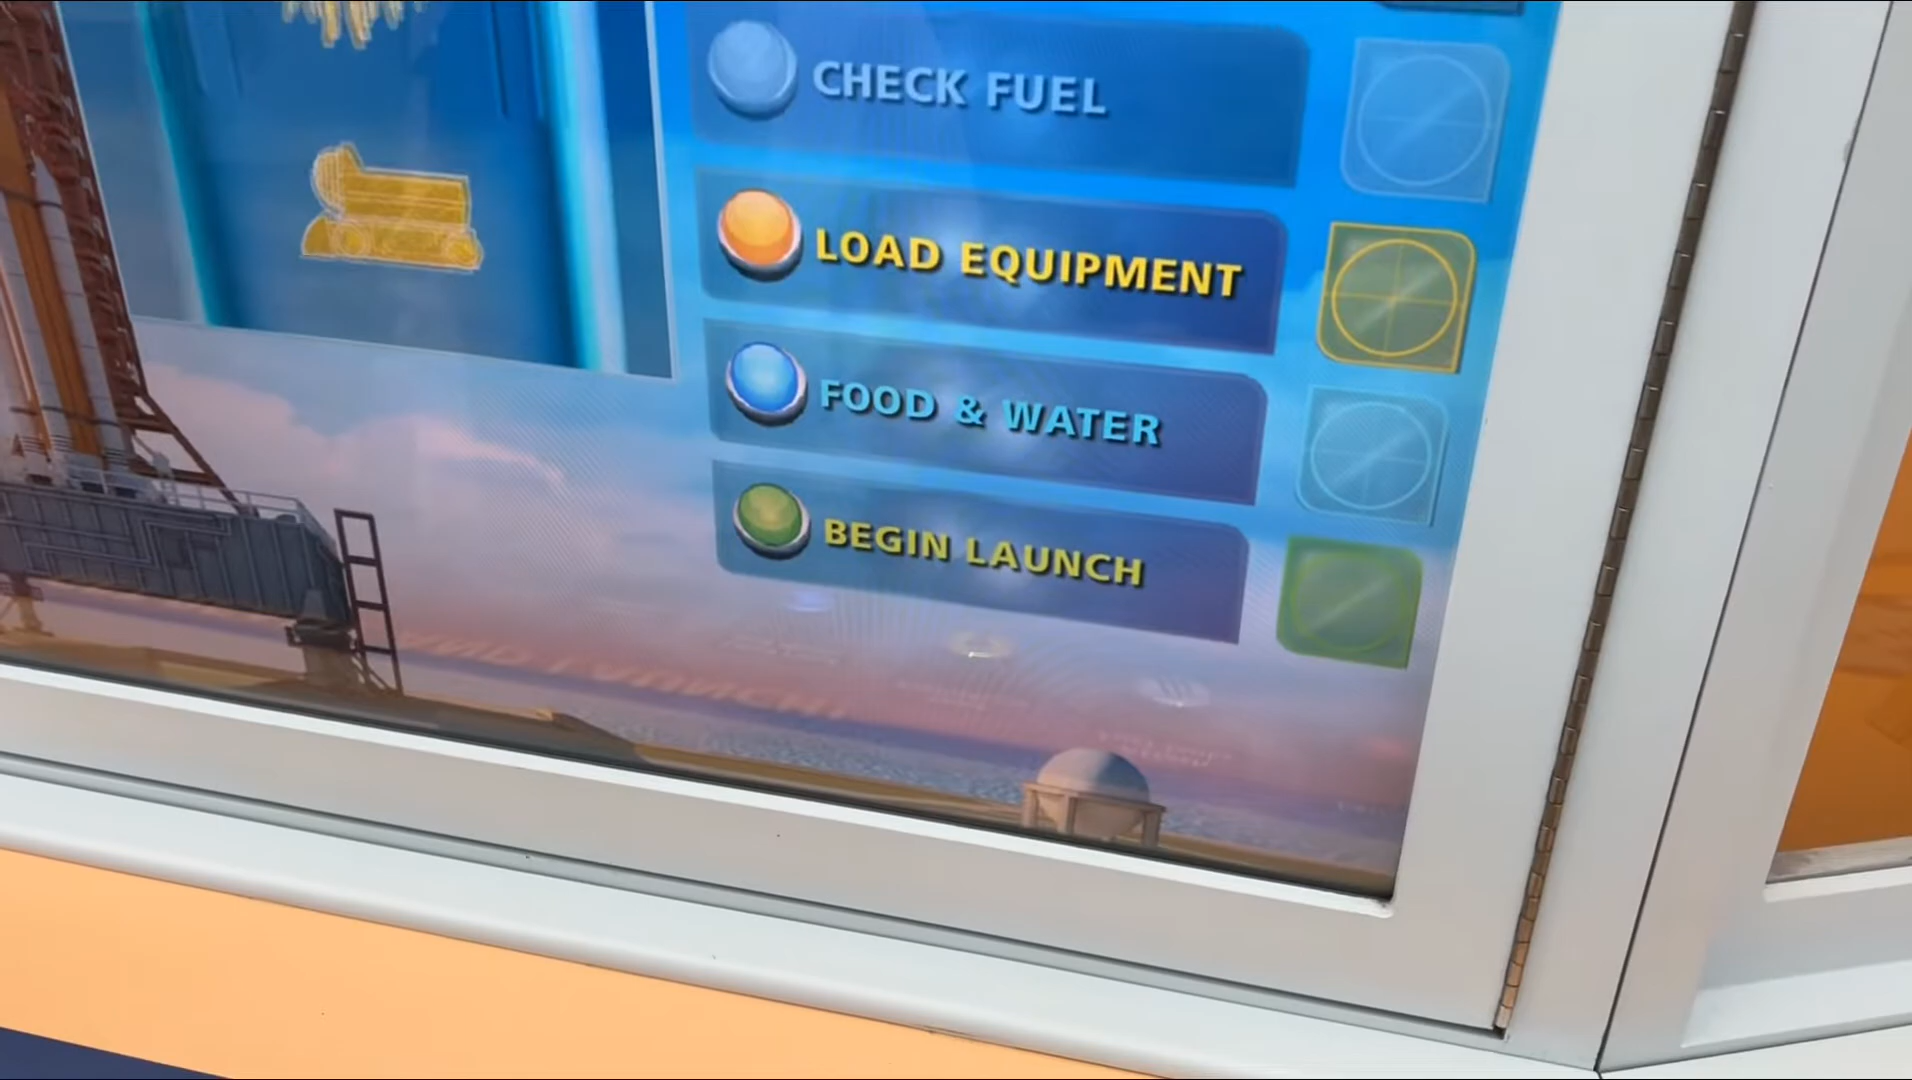 CHECK FUEL
LOAD EQUIPMENT
FOOD & WATER
BEGIN LAUNCH